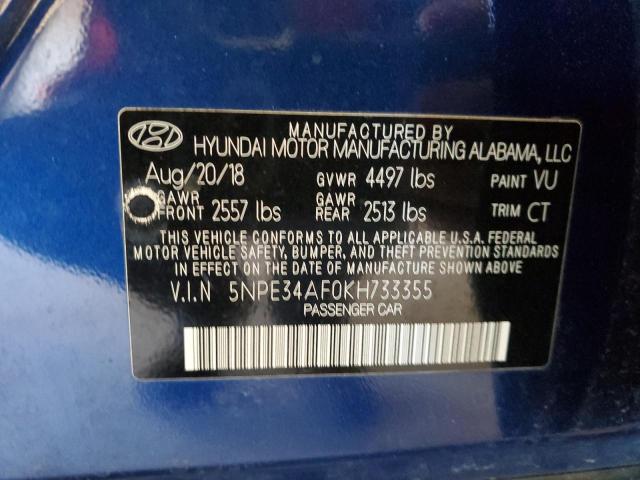 MANUFACTURED BY
HYUNDAI MOTOR MANUFACTURING ALABAMA, LLC
Aug/20/18 GVWR 4497 lbs PAINT VU
GAWR FRONT 2557 lbs GAWR REAR 2513 lbs TRIM CT
THIS VEHICLE CONFORMS TO ALL APPLICABLE U.S.A. FEDERAL
MOTOR VEHICLE SAFETY, BUMPER, AND THEFT PREVENTION STANDARDS
IN EFFECT ON THE DATE OF MANUFACTURE SHOWN ABOVE.
V.I.N 5NPE34AF0KH733355
PASSENGER CAR